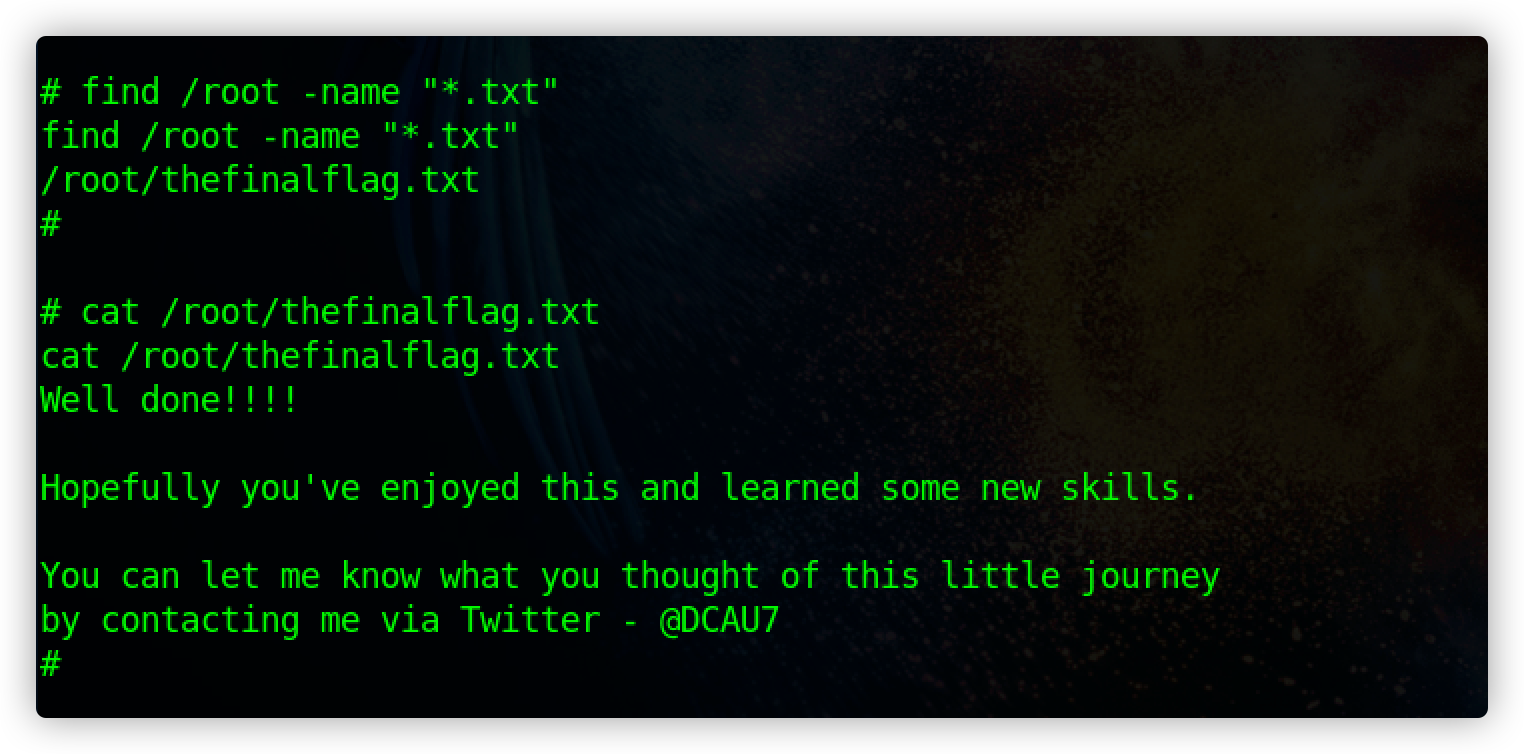 # find /root -name "*.txt"
find /root -name "*.txt"
/root/thefinalflag.txt
#
# cat /root/thefinalflag.txt
cat /root/thefinalflag.txt
Well done!!!!
Hopefully you've enjoyed this and learned some new skills.
You can let me know what you thought of this little journey
by contacting me via Twitter - @DCAU7
#